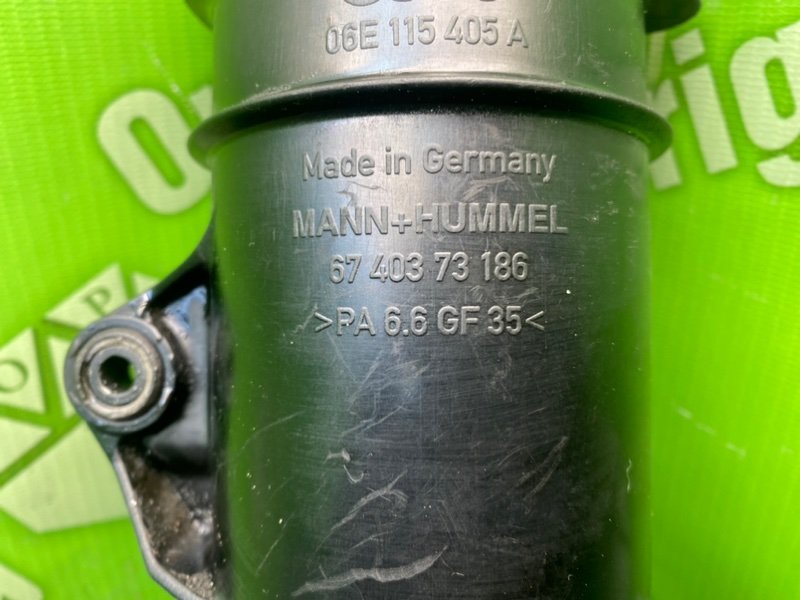 06E 115 405 A
Made in Germany
MANN+HUMMEL
67 403 73 186
>PA 6.6 GF 35<